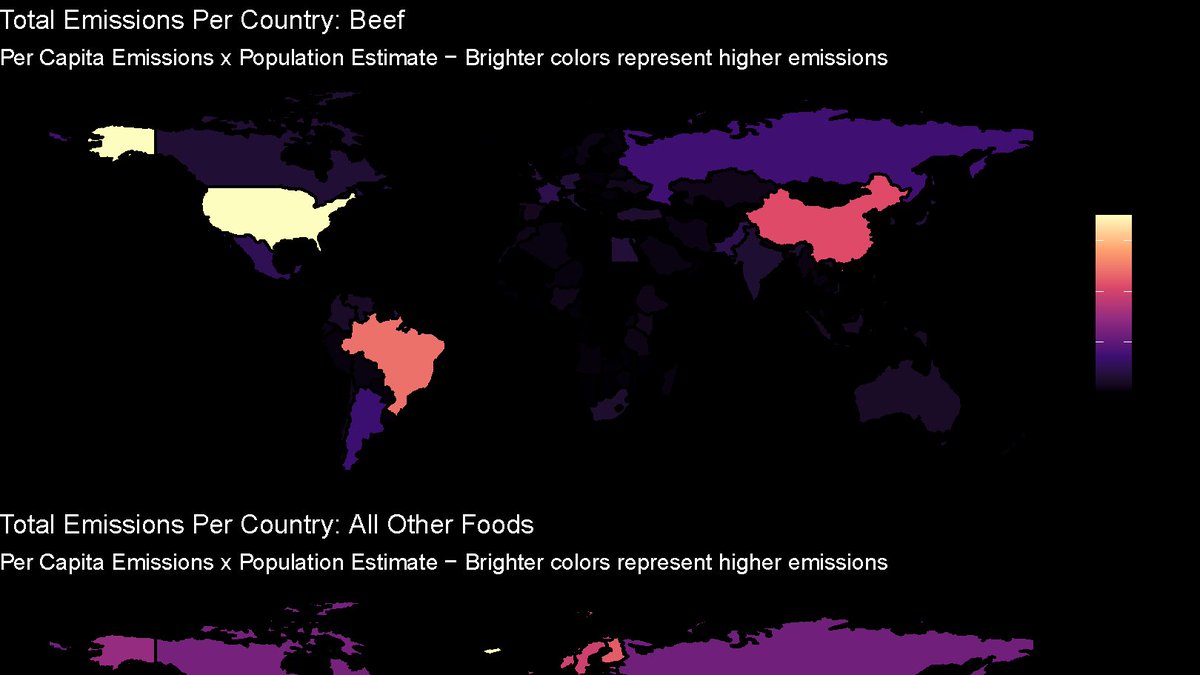 Total Emissions Per Country: Beef
Per Capita Emissions x Population Estimate − Brighter colors represent higher emissions
Total Emissions Per Country: All Other Foods
Per Capita Emissions x Population Estimate − Brighter colors represent higher emissions